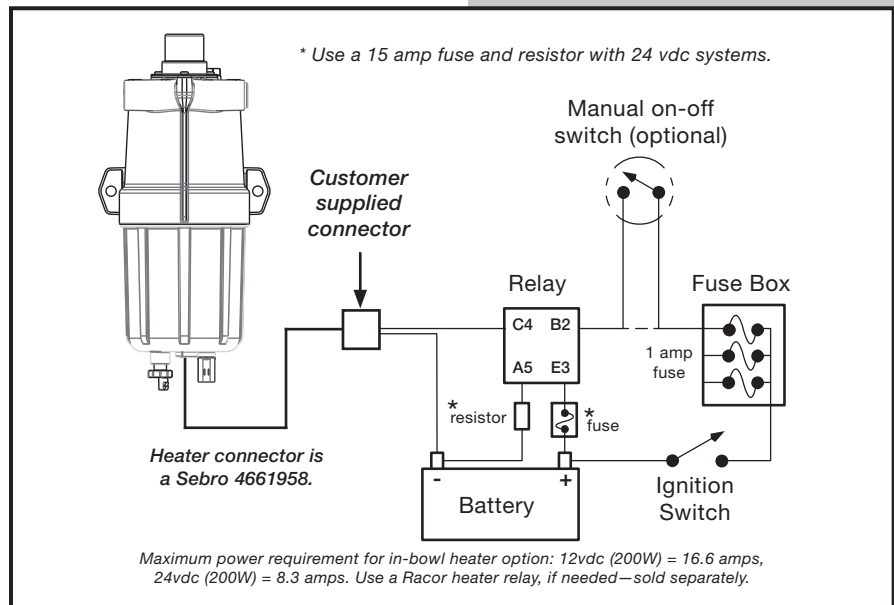 * Use a 15 amp fuse and resistor with 24 vdc systems.
Manual on-off
switch (optional)
Customer
supplied
connector
Relay
Fuse Box
C4 B2
A5 E3
1 amp
fuse
*
resistor
*
fuse
Heater connector is
a Sebro 4661958.
- +
Battery
Ignition
Switch
Maximum power requirement for in-bowl heater option: 12vdc (200W) = 16.6 amps,
24vdc (200W) = 8.3 amps. Use a Racor heater relay, if needed—sold separately.